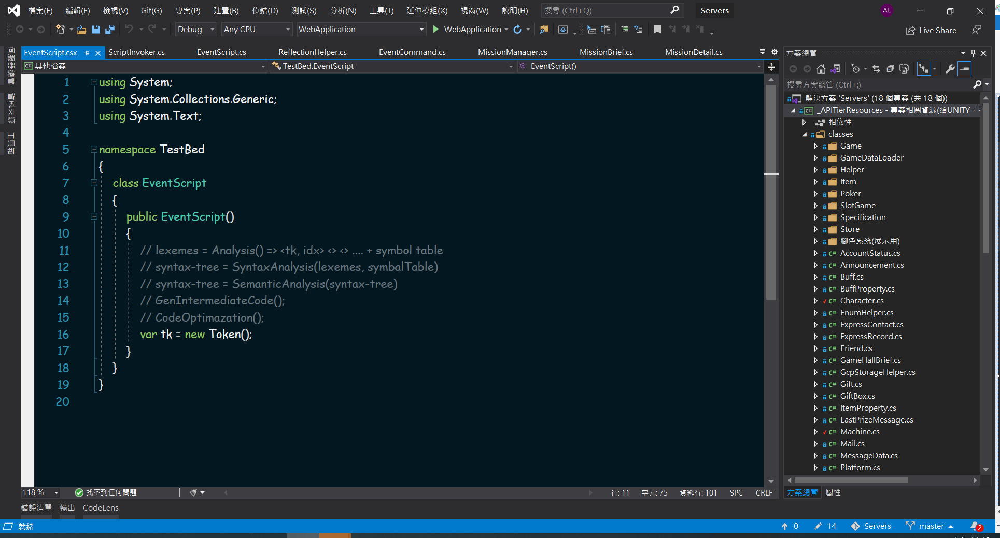 檔案(F) 編輯(E) 檢視(V) Git(G) 專案(P) 建置(B) 偵錯(D) 測試(S) 分析(N) 工具(T) 延伸模組(X) 視窗(W) 說明(H) 搜尋 (Ctrl+Q) Servers AL
Debug Any CPU WebApplication WebApplication Live Share
伺服器總管
資料來源
工具箱
EventScript.csx ScriptInvoker.cs EventScript.cs ReflectionHelper.cs EventCommand.cs MissionManager.cs MissionBrief.cs MissionDetail.cs
C# 其他檔案 TestBed.EventScript EventScript()
1 using System;
2 using System.Collections.Generic;
3 using System.Text;
4
5 namespace TestBed
6 {
7 class EventScript
8 {
9 public EventScript()
10 {
11 // lexemes = Analysis() => <tk, idx> <> <> .... + symbol table
12 // syntax-tree = SyntaxAnalysis(lexemes, symbalTable)
13 // syntax-tree = SemanticAnalysis(syntax-tree)
14 // GenIntermediateCode();
15 // CodeOptimazation();
16 var tk = new Token();
17 }
18 }
19 }
20
118 % 找不到任何問題 行: 11 字元: 75 資料行: 101 SPC CRLF
錯誤清單 輸出 CodeLens
方案總管
搜尋方案總管 (Ctrl+;)
解決方案 'Servers' (18 個專案 (共 18 個))
C# _APITierResources - 專案相關資源(給UNITY，
相依性
classes
Game
GameDataLoader
Helper
Item
Poker
SlotGame
Specification
Store
腳色系統(展示用)
C# AccountStatus.cs
C# Announcement.cs
C# Buff.cs
C# BuffProperty.cs
C# Character.cs
C# EnumHelper.cs
C# ExpressContact.cs
C# ExpressRecord.cs
C# Friend.cs
C# GameHallBrief.cs
C# GcpStorageHelper.cs
C# Gift.cs
C# GiftBox.cs
C# ItemProperty.cs
C# LastPrizeMessage.cs
C# Machine.cs
C# Mail.cs
C# MessageData.cs
C# Platform.cs
方案總管 屬性
就緒 0 14 Servers master 2